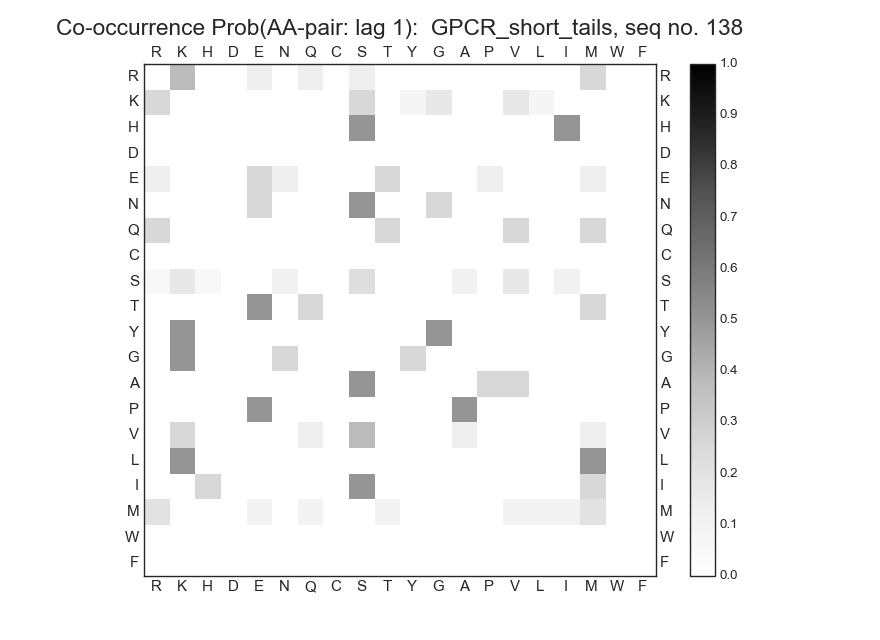 Co-occurrence Prob(AA-pair: lag 1):  GPCR_short_tails, seq no. 138
R K H D E N Q C S T Y G A P V L I M W F
R R 1.0
K K 0.9
H H
D D 0.8
E E
N N 0.7
Q Q 0.6
C C
S S
T T 0.5
Y Y
G G 0.4
A A
P P 0.3
V V
L L 0.2
I I
M M 0.1
W W
F F 0.0
R K H D E N Q C S T Y G A P V L I M W F